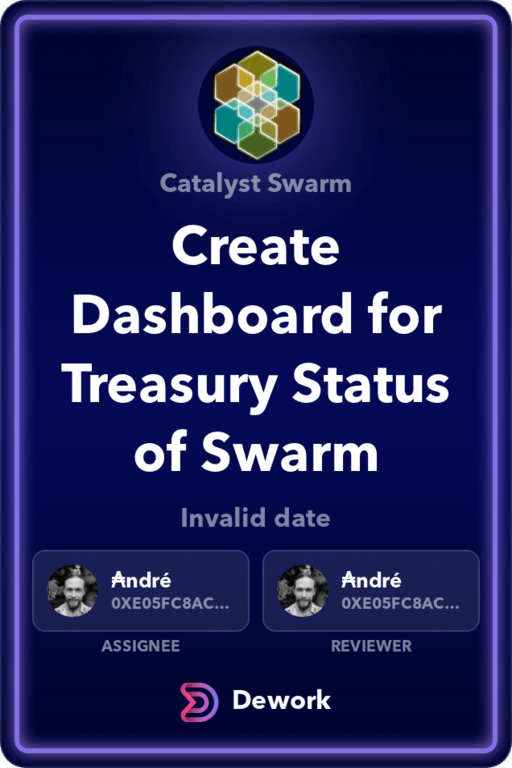 Catalyst Swarm
Create
Dashboard for
Treasury Status
of Swarm
Invalid date
₳ndré
0XE05FC8AC...
₳ndré
0XE05FC8AC...
ASSIGNEE
REVIEWER
Dework